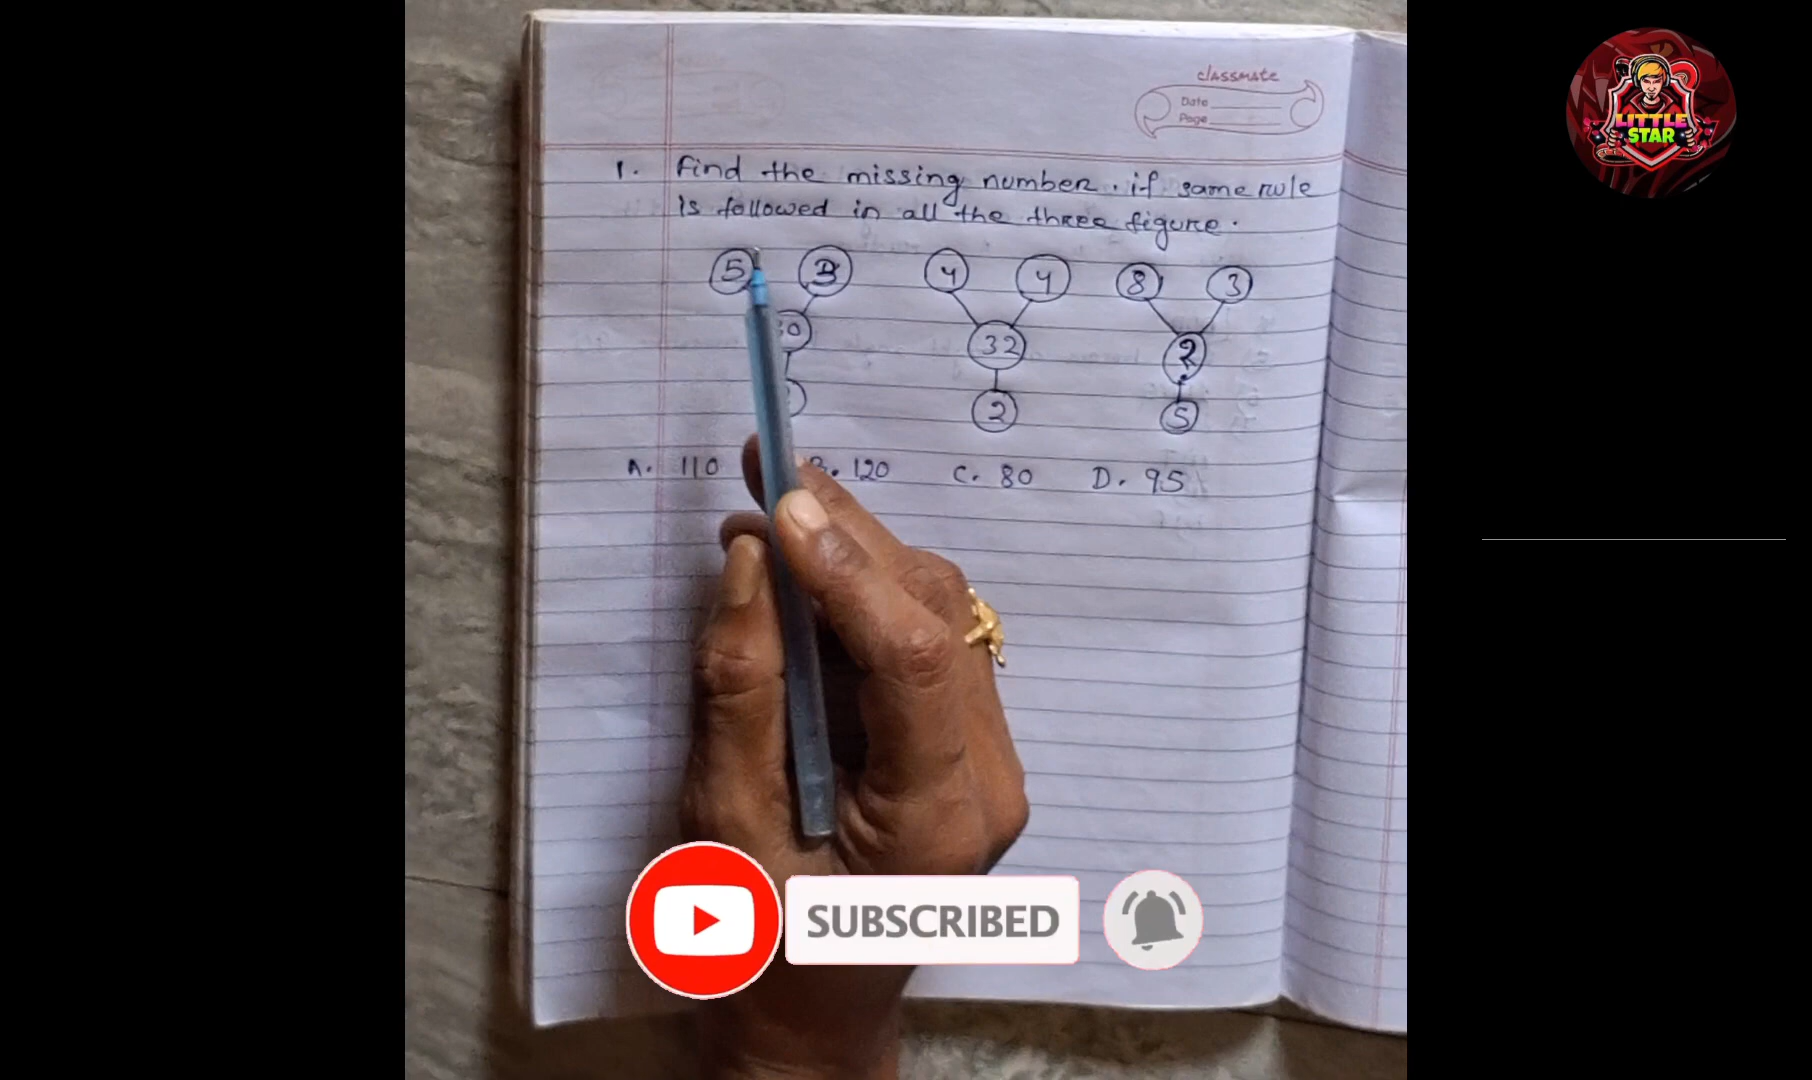 classmate
Date
Page
1. Find the missing number. if same rule
is followed in all the three figure.
5 3 4 4 8 3
30 32 ?
2 5
A. 110 B. 120 C. 80 D. 95
SUBSCRIBED
LITTLE
STAR